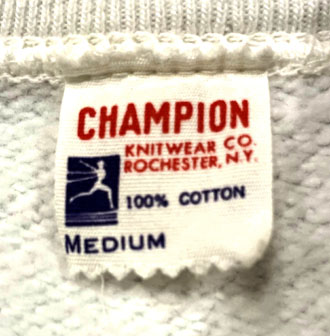 CHAMPION
KNITWEAR CO.
ROCHESTER, N.Y.
100% COTTON
MEDIUM